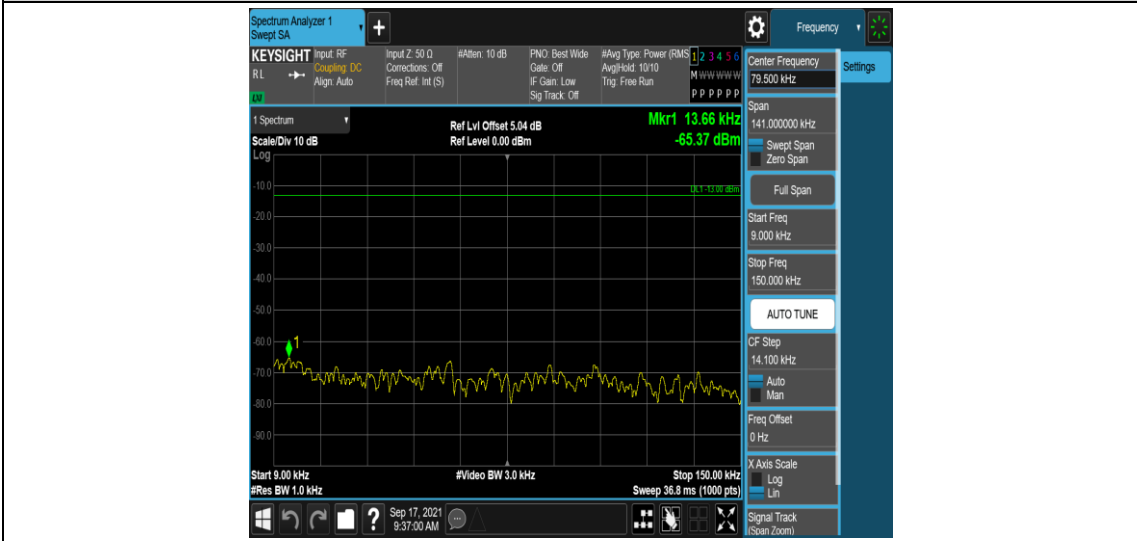 Spectrum Analyzer 1
Swept SA
+
Frequency
KEYSIGHT
RL
LM
Input: RF
Coupling: DC
Align: Auto
Input Z: 50 Ω
Corrections: Off
Freq Ref: Int (S)
#Atten: 10 dB
PNO: Best Wide
Gate: Off
IF Gain: Low
Sig Track: Off
#Avg Type: Power (RMS
Avg|Hold: 10/10
Trig: Free Run
1 2 3 4 5 6
M W W W W W
P P P P P P
1 Spectrum
Scale/Div 10 dB
Log
Ref Lvl Offset 5.04 dB
Ref Level 0.00 dBm
Mkr1 13.66 kHz
-65.37 dBm
DL1 -13.00 dBm
-10.0
-20.0
-30.0
-40.0
-50.0
-60.0
-70.0
-80.0
-90.0
1
Start 9.00 kHz
#Res BW 1.0 kHz
#Video BW 3.0 kHz
Stop 150.00 kHz
Sweep 36.8 ms (1000 pts)
?
Sep 17, 2021
9:37:00 AM
Center Frequency
79.500 kHz
Span
141.000000 kHz
Swept Span
Zero Span
Full Span
Start Freq
9.000 kHz
Stop Freq
150.000 kHz
AUTO TUNE
CF Step
14.100 kHz
Auto
Man
Freq Offset
0 Hz
X Axis Scale
Log
Lin
Signal Track
(Span Zoom)
Settings